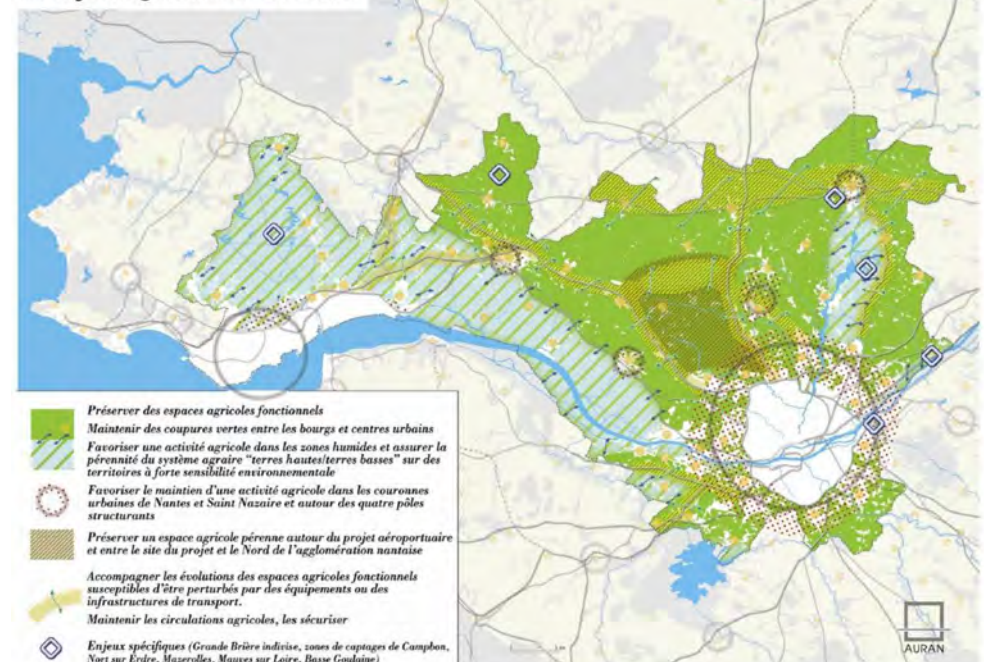 Préserver des espaces agricoles fonctionnels
Maintenir des coupures vertes entre les bourgs et centres urbains
Favoriser une activité agricole dans les zones humides et assurer la
pérennité du système agraire "terres hautes/terres basses" sur des
territoires à forte sensibilité environnementale
Favoriser le maintien d'une activité agricole dans les couronnes
urbaines de Nantes et Saint Nazaire et autour des quatre pôles
structurants
Préserver un espace agricole pérenne autour du projet aéroportuaire
et entre le site du projet et le Nord de l'agglomération nantaise
Accompagner les évolutions des espaces agricoles fonctionnels
susceptibles d'être perturbés par des équipements ou des
infrastructures de transport.
Maintenir les circulations agricoles, les sécuriser
Enjeux spécifiques (Grande Brière indivise, zones de captages de Campbon,
Nort sur Erdre, Mazerolles, Mauves sur Loire, Basse Goulaine)
AURAN